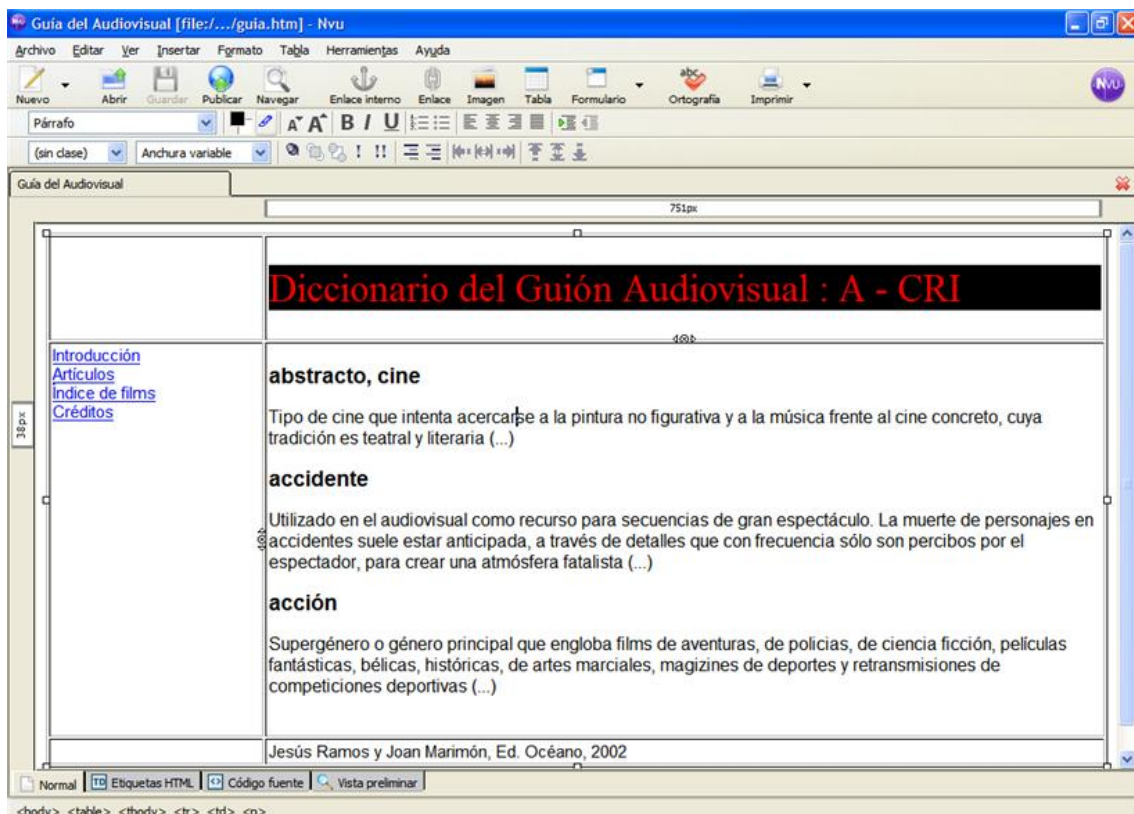 Guía del Audiovisual [file:/.../guia.htm] - Nvu
Archivo Editar Ver Insertar Formato Tabla Herramientas Ayuda
Nuevo Abrir Guardar Publicar Navegar Enlace interno Enlace Imagen Tabla Formulario Ortografía Imprimir
abc
NVU
Párrafo
A A B I U
(sin clase) Anchura variable ! !!
Guía del Audiovisual
751px
Diccionario del Guión Audiovisual : A - CRI
Introducción
Artículos
Índice de films
Créditos
38px
abstracto, cine
Tipo de cine que intenta acercarse a la pintura no figurativa y a la música frente al cine concreto, cuya
tradición es teatral y literaria (...)
accidente
Utilizado en el audiovisual como recurso para secuencias de gran espectáculo. La muerte de personajes en
accidentes suele estar anticipada, a través de detalles que con frecuencia sólo son percibos por el
espectador, para crear una atmósfera fatalista (...)
acción
Supergénero o género principal que engloba films de aventuras, de policias, de ciencia ficción, películas
fantásticas, bélicas, históricas, de artes marciales, magizines de deportes y retransmisiones de
competiciones deportivas (...)
Jesús Ramos y Joan Marimón, Ed. Océano, 2002
Normal TD Etiquetas HTML Código fuente Vista preliminar
<body> <table> <tbody> <tr> <td> <p>